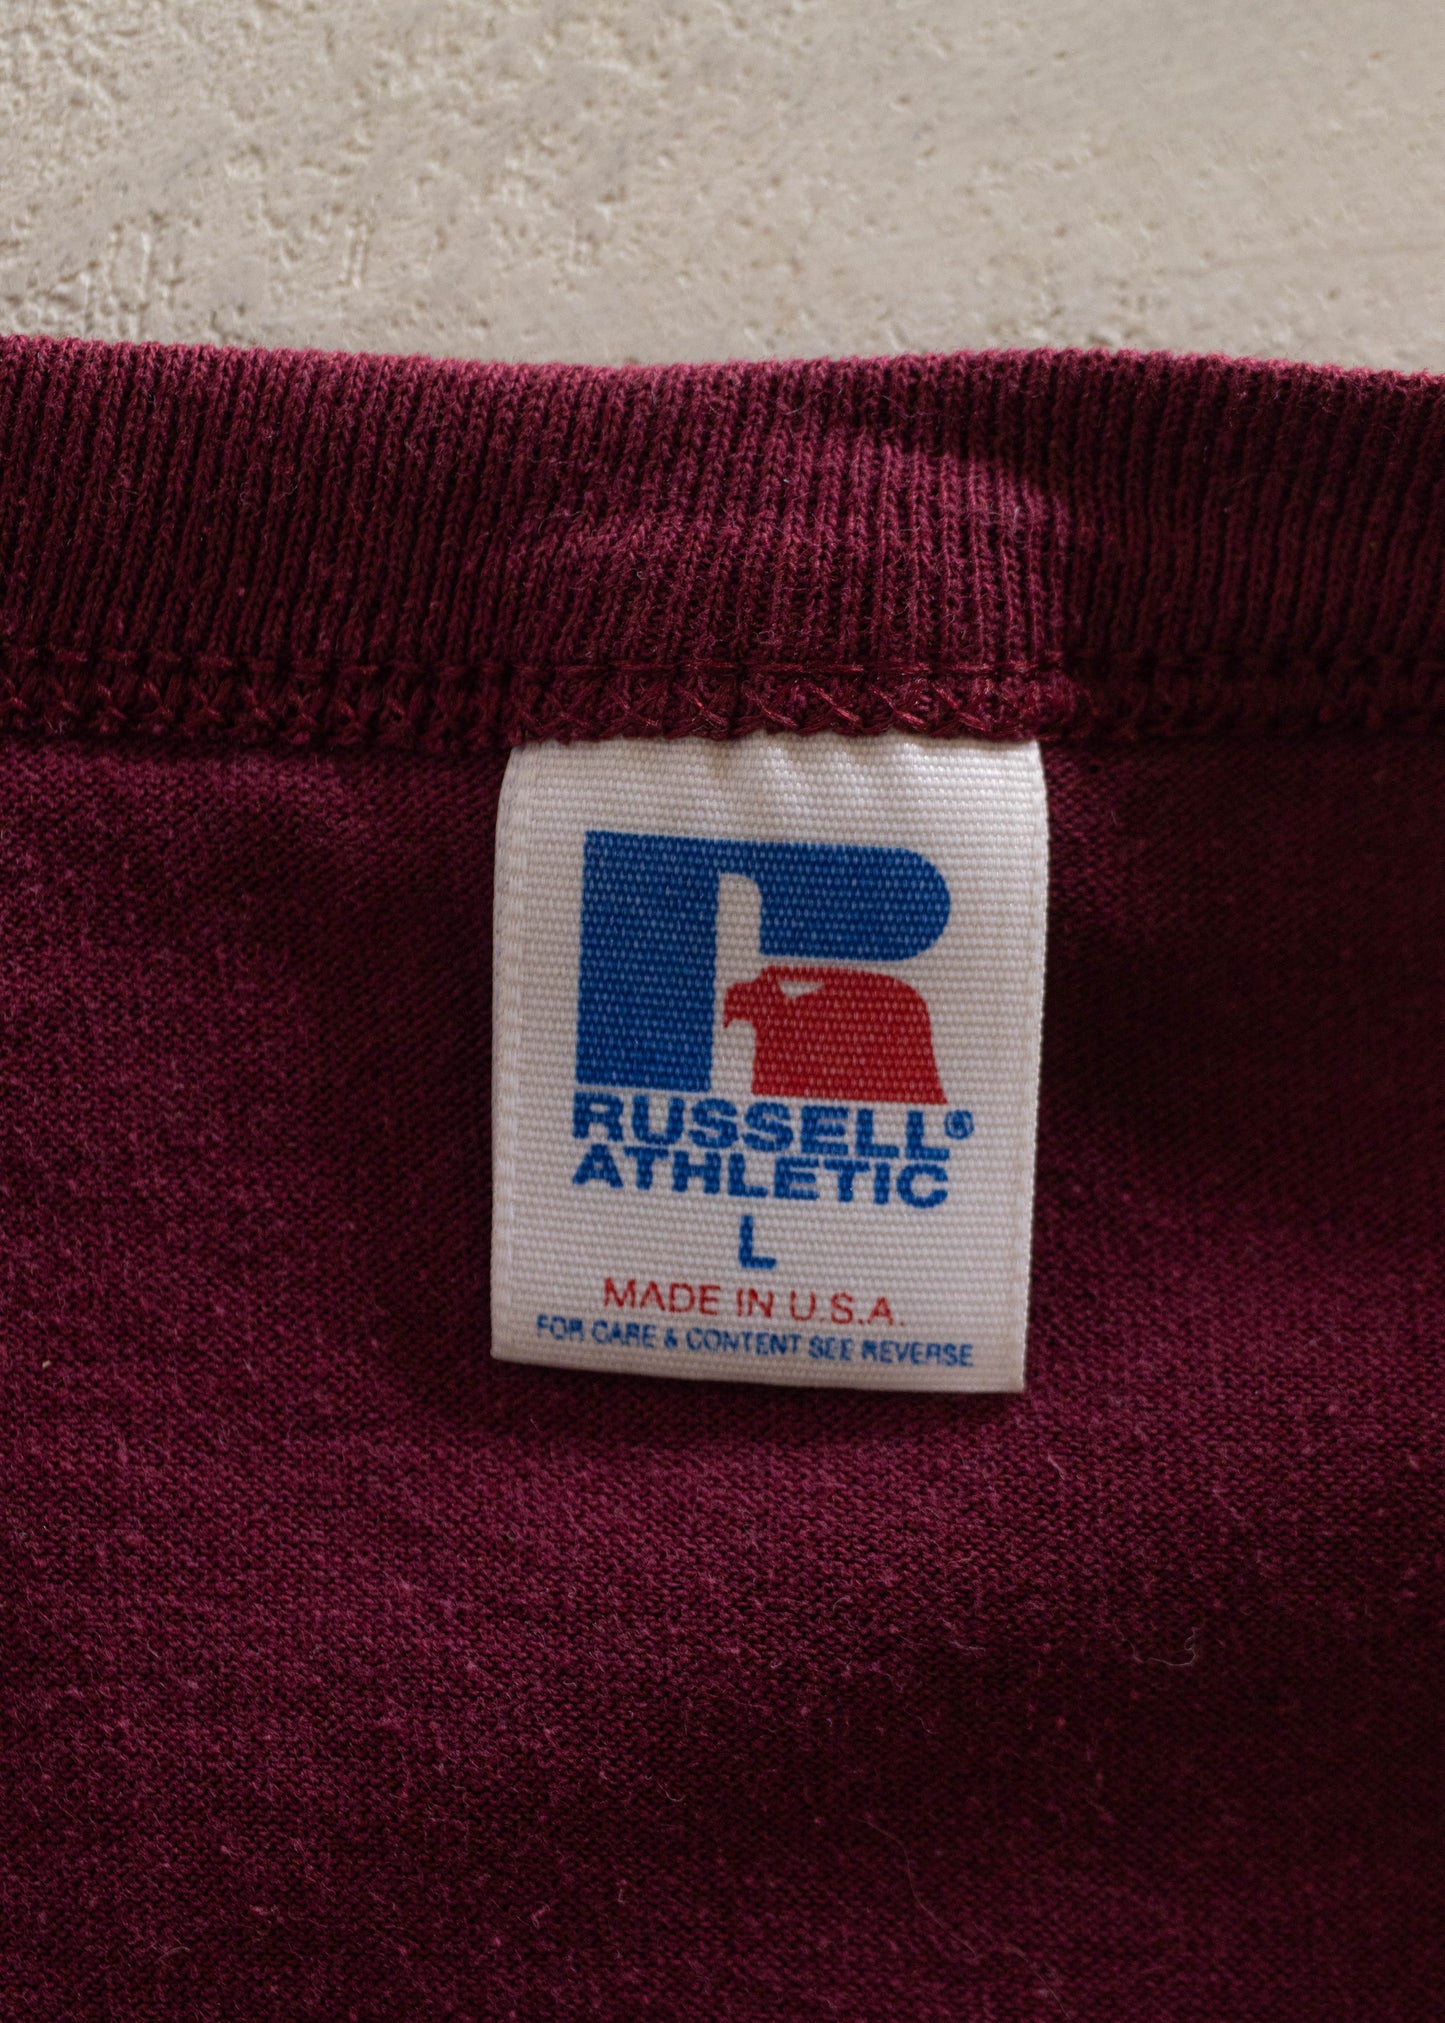 RUSSELL®
ATHLETIC
L
MADE IN U.S.A.
FOR CARE & CONTENT SEE REVERSE